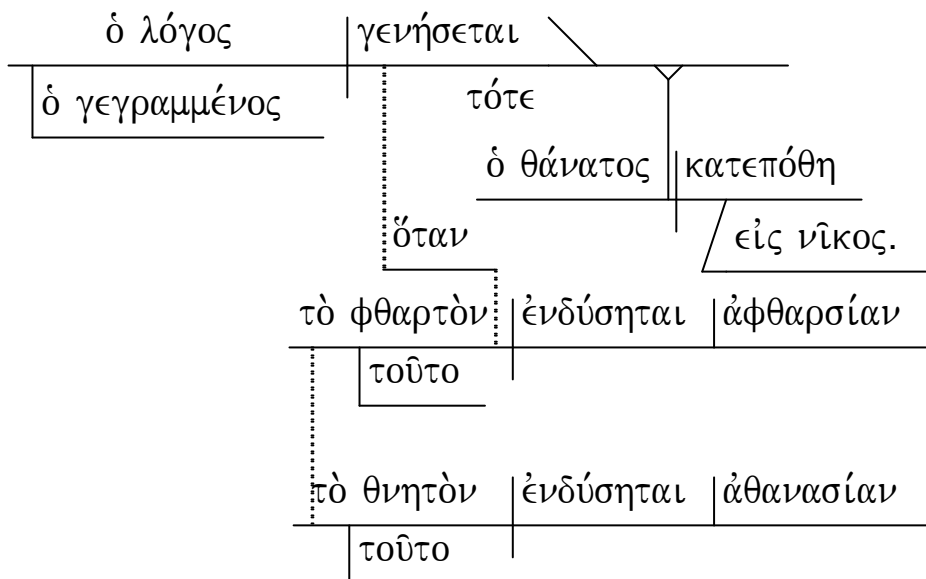 ὁ λόγος γενήσεται
ὁ γεγραμμένος τότε
ὁ θάνατος κατεπόθη
ὅταν εἰς νῖκος.
τὸ φθαρτὸν ἐνδύσηται ἀφθαρσίαν
τοῦτο
τὸ θνητὸν ἐνδύσηται ἀθανασίαν
τοῦτο